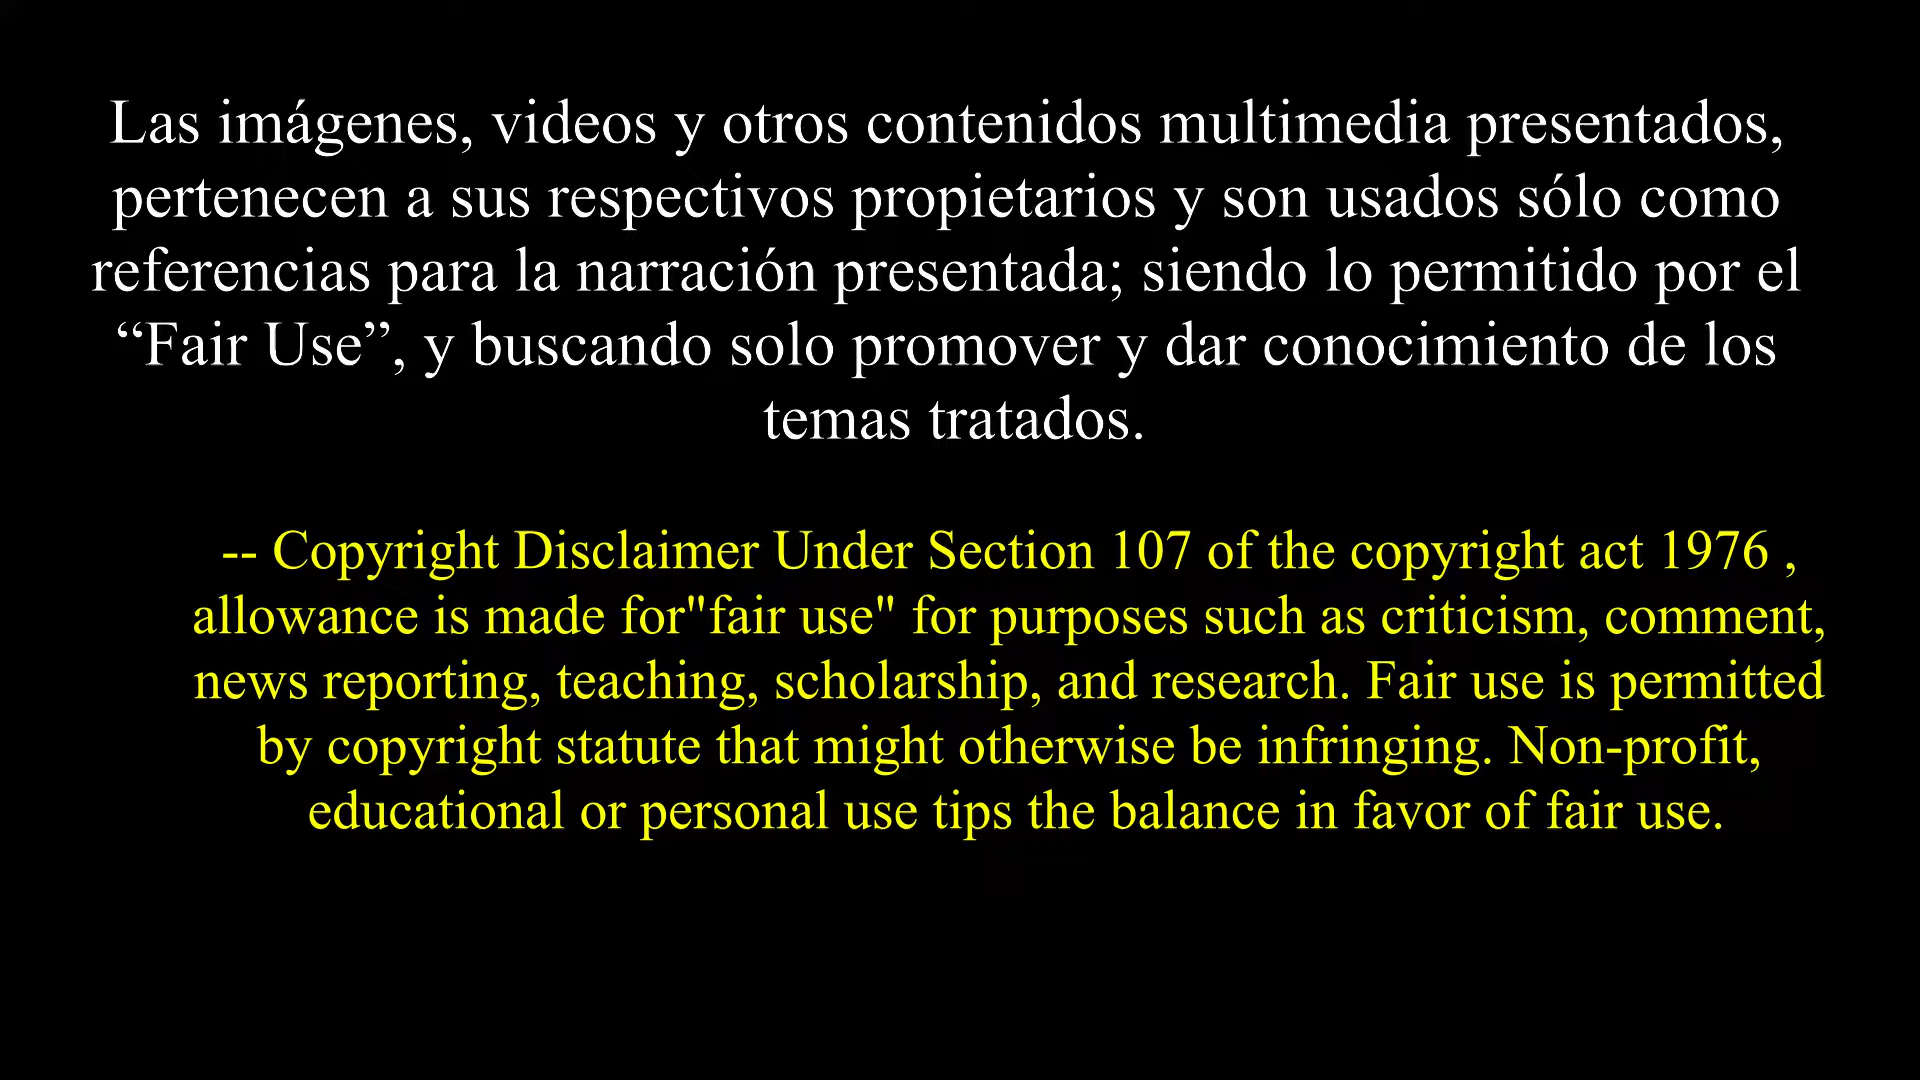 Las imágenes, videos y otros contenidos multimedia presentados,
pertenecen a sus respectivos propietarios y son usados sólo como
referencias para la narración presentada; siendo lo permitido por el
“Fair Use”, y buscando solo promover y dar conocimiento de los
temas tratados.
-- Copyright Disclaimer Under Section 107 of the copyright act 1976 ,
allowance is made for"fair use" for purposes such as criticism, comment,
news reporting, teaching, scholarship, and research. Fair use is permitted
by copyright statute that might otherwise be infringing. Non-profit,
educational or personal use tips the balance in favor of fair use.